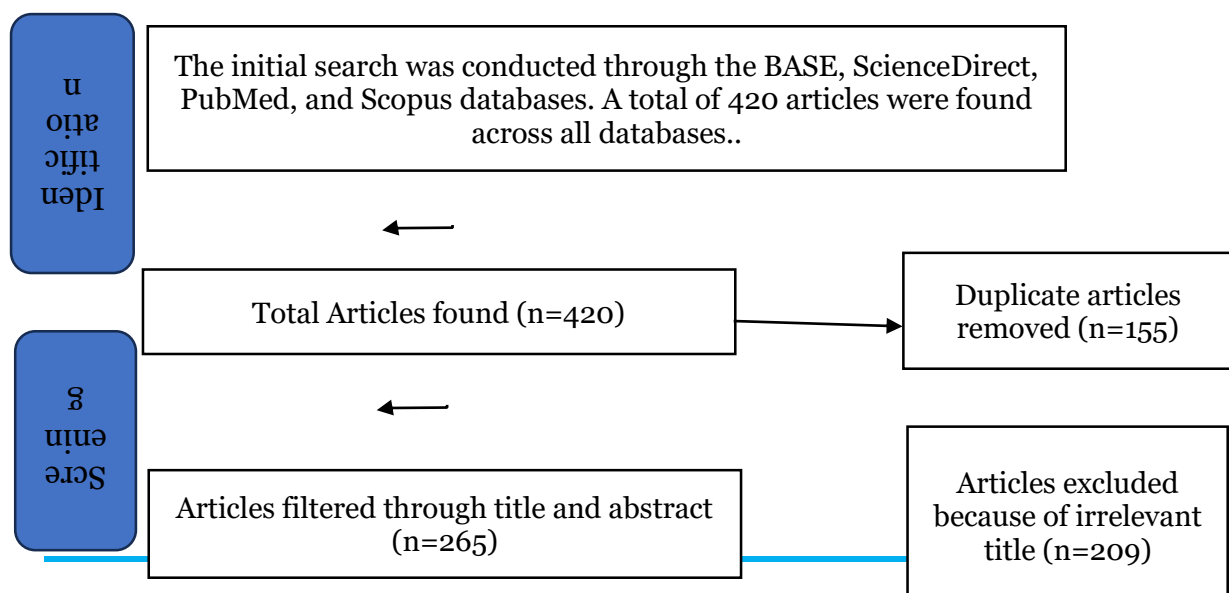 Iden
tific
atio
n
The initial search was conducted through the BASE, ScienceDirect,
PubMed, and Scopus databases. A total of 420 articles were found
across all databases..
Total Articles found (n=420)
Duplicate articles
removed (n=155)
Scre
enin
g
Articles filtered through title and abstract
(n=265)
Articles excluded
because of irrelevant
title (n=209)